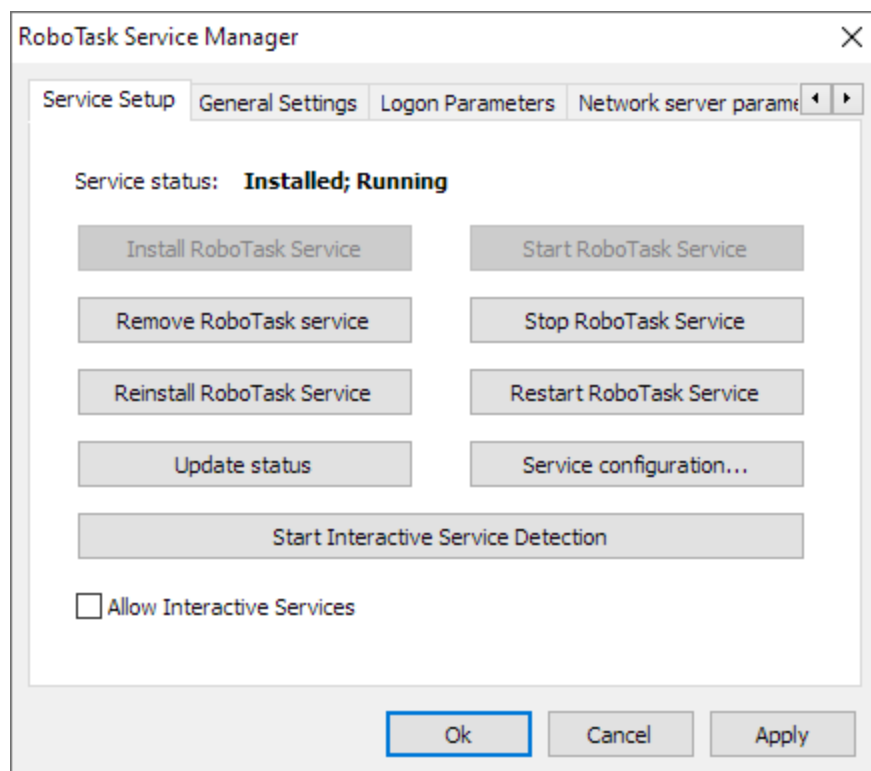 RoboTask Service Manager
Service Setup General Settings Logon Parameters Network server parame
Service status: Installed; Running
Install RoboTask Service Start RoboTask Service
Remove RoboTask service Stop RoboTask Service
Reinstall RoboTask Service Restart RoboTask Service
Update status Service configuration...
Start Interactive Service Detection
Allow Interactive Services
Ok Cancel Apply